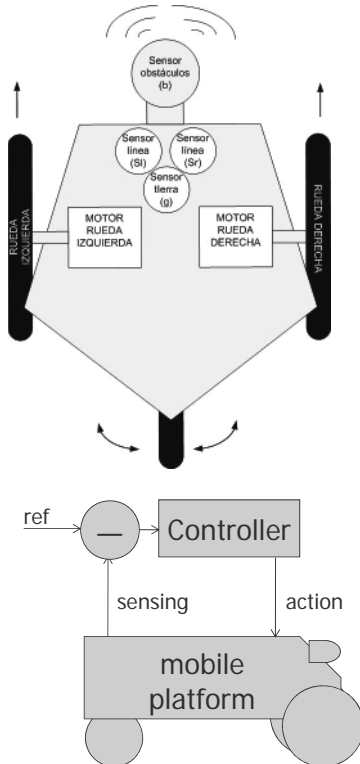 Sensor
obstáculos
(b)
Sensor
línea
(Sl)
Sensor
línea
(Sr)
Sensor
tierra
(g)
RUEDA
IZQUIERDA
MOTOR
RUEDA
IZQUIERDA
MOTOR
RUEDA
DERECHA
RUEDA DERECHA
ref
—
Controller
sensing
action
mobile
platform